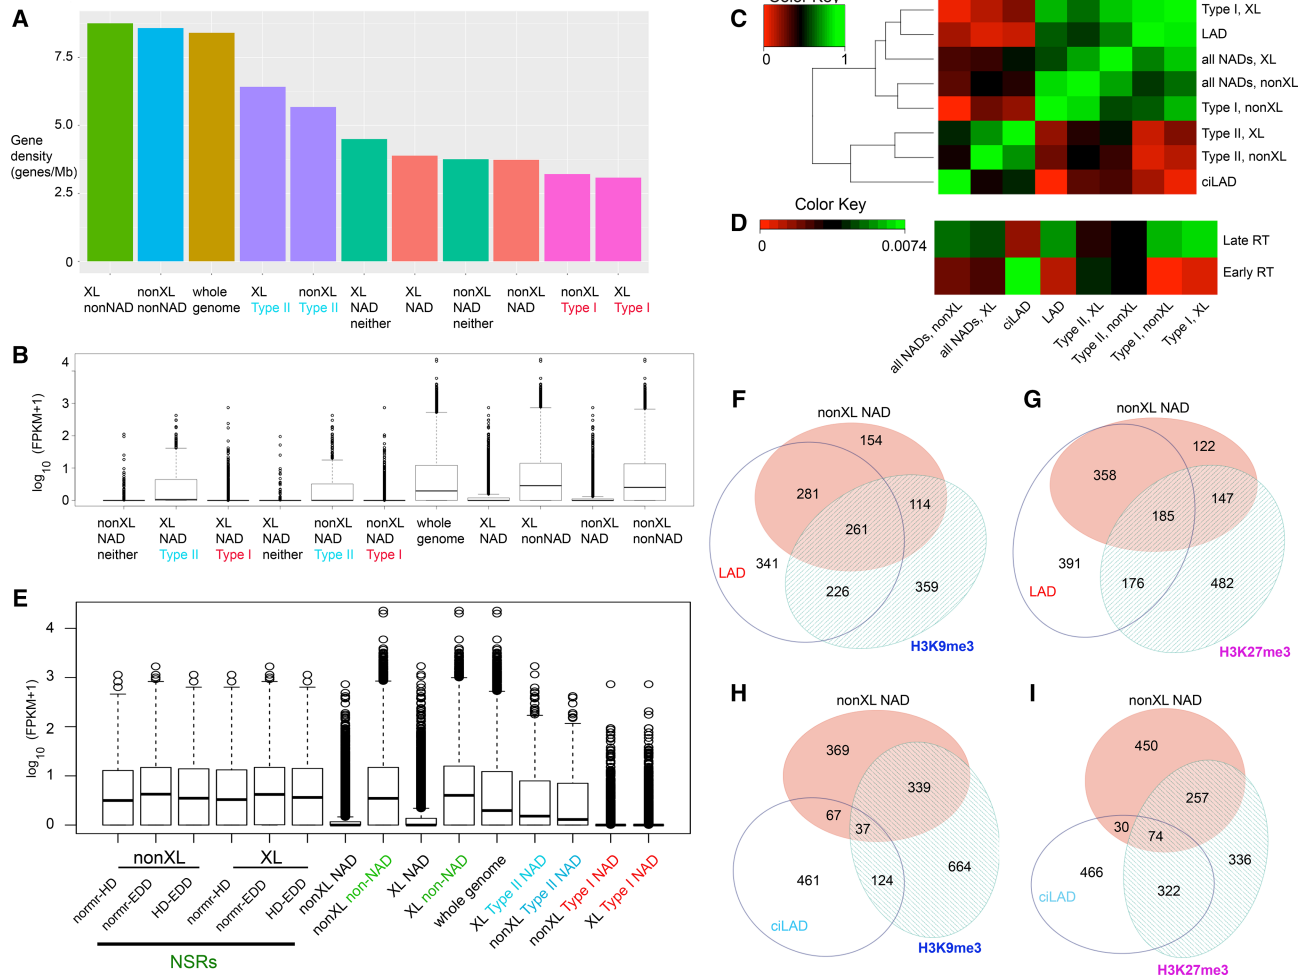 A
7.5
5.0
2.5
0
Gene
density
(genes/Mb)
XL
nonNAD
nonXL
nonNAD
whole
genome
XL
Type II
nonXL
Type II
XL
NAD
neither
XL
NAD
nonXL
NAD
neither
nonXL
NAD
nonXL
Type I
XL
Type I
B
4
3
2
1
0
log10 (FPKM+1)
nonXL
NAD
neither
XL
NAD
Type II
XL
NAD
Type I
XL
NAD
neither
nonXL
NAD
Type II
nonXL
NAD
Type I
whole
genome
XL
NAD
XL
nonNAD
nonXL
NAD
nonXL
nonNAD
C
Color Key
0
1
Type I, XL
LAD
all NADs, XL
all NADs, nonXL
Type I, nonXL
Type II, XL
Type II, nonXL
ciLAD
D
Color Key
0
0.0074
Late RT
Early RT
all NADs, nonXL
all NADs, XL
ciLAD
LAD
Type II, XL
Type II, nonXL
Type I, nonXL
Type I, XL
E
4
3
2
1
0
log10 (FPKM+1)
normr-HD
normr-EDD
HD-EDD
normr-HD
normr-EDD
HD-EDD
nonXL
XL
NSRs
nonXL NAD
nonXL non-NAD
XL NAD
XL non-NAD
whole genome
XL Type II NAD
nonXL Type II NAD
nonXL Type I NAD
XL Type I NAD
F
nonXL NAD
154
281
114
261
341
LAD
226
359
H3K9me3
G
nonXL NAD
122
358
147
185
391
LAD
176
482
H3K27me3
H
nonXL NAD
369
339
67
37
664
461
124
ciLAD
H3K9me3
I
nonXL NAD
450
257
30
74
336
466
322
ciLAD
H3K27me3